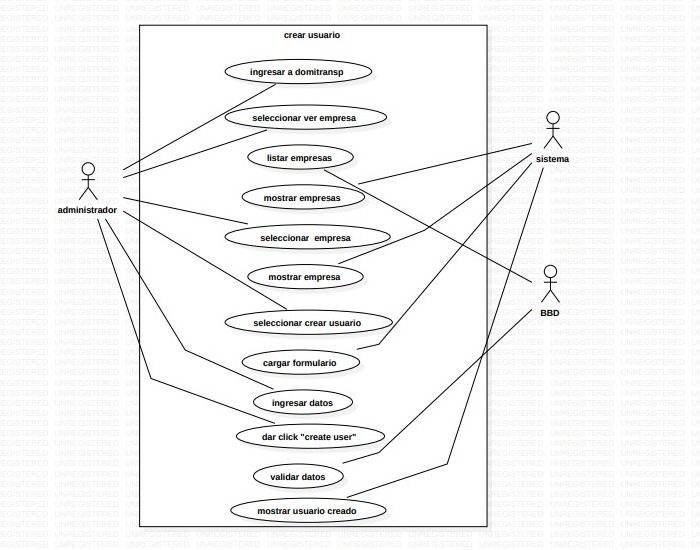 crear usuario
ingresar a domitransp
seleccionar ver empresa
listar empresas
sistema
mostrar empresas
administrador
seleccionar empresa
mostrar empresa
BBD
seleccionar crear usuario
cargar formulario
ingresar datos
dar click "create user"
validar datos
mostrar usuario creado
UNREGISTERED